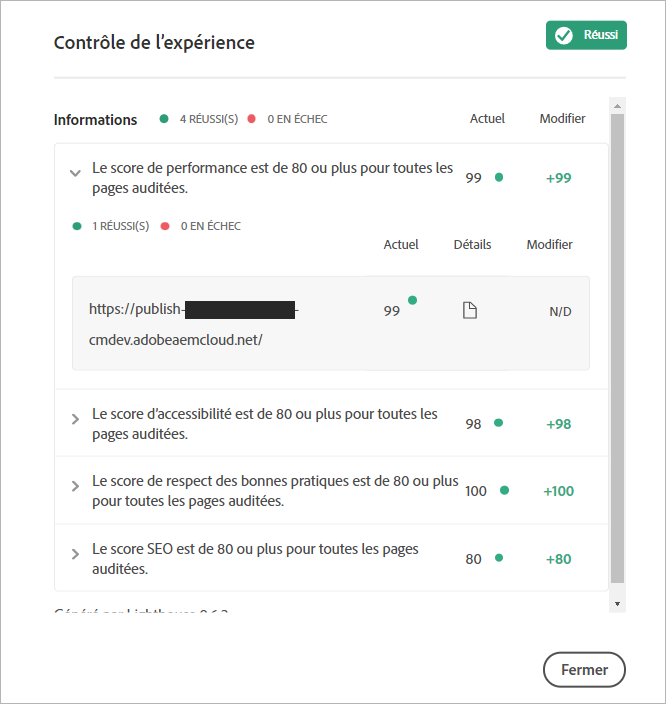 Contrôle de l’expérience
Réussi
Informations 4 RÉUSSI(S) 0 EN ÉCHEC Actuel Modifier
Le score de performance est de 80 ou plus pour toutes les
pages auditées.
99 +99
1 RÉUSSI(S) 0 EN ÉCHEC
Actuel Détails Modifier
https://publish- -
cmdev.adobeaemcloud.net/
99 N/D
Le score d’accessibilité est de 80 ou plus pour toutes les
pages auditées.
98 +98
Le score de respect des bonnes pratiques est de 80 ou plus
pour toutes les pages auditées.
100 +100
Le score SEO est de 80 ou plus pour toutes les pages
auditées.
80 +80
Généré par Lighthouse
Fermer